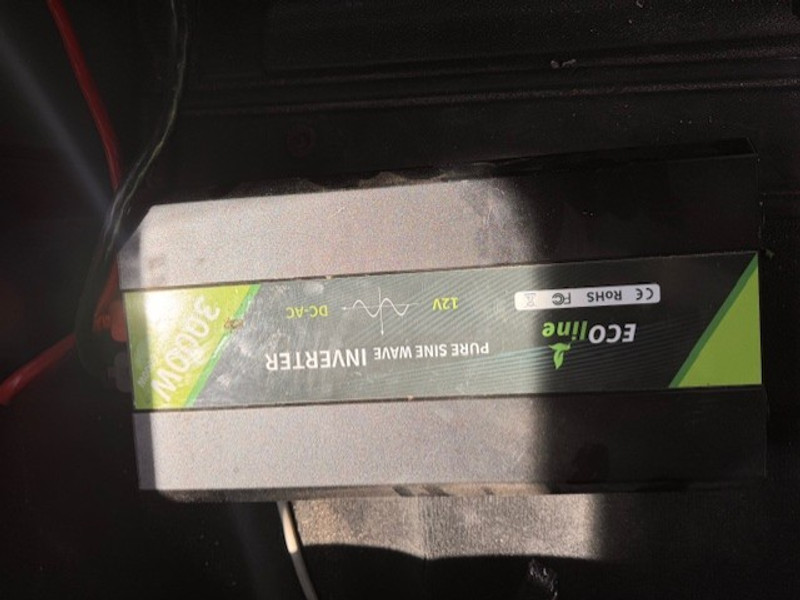 ECOline
CE RoHS FC
PURE SINE WAVE INVERTER
12V DC-AC
3000W